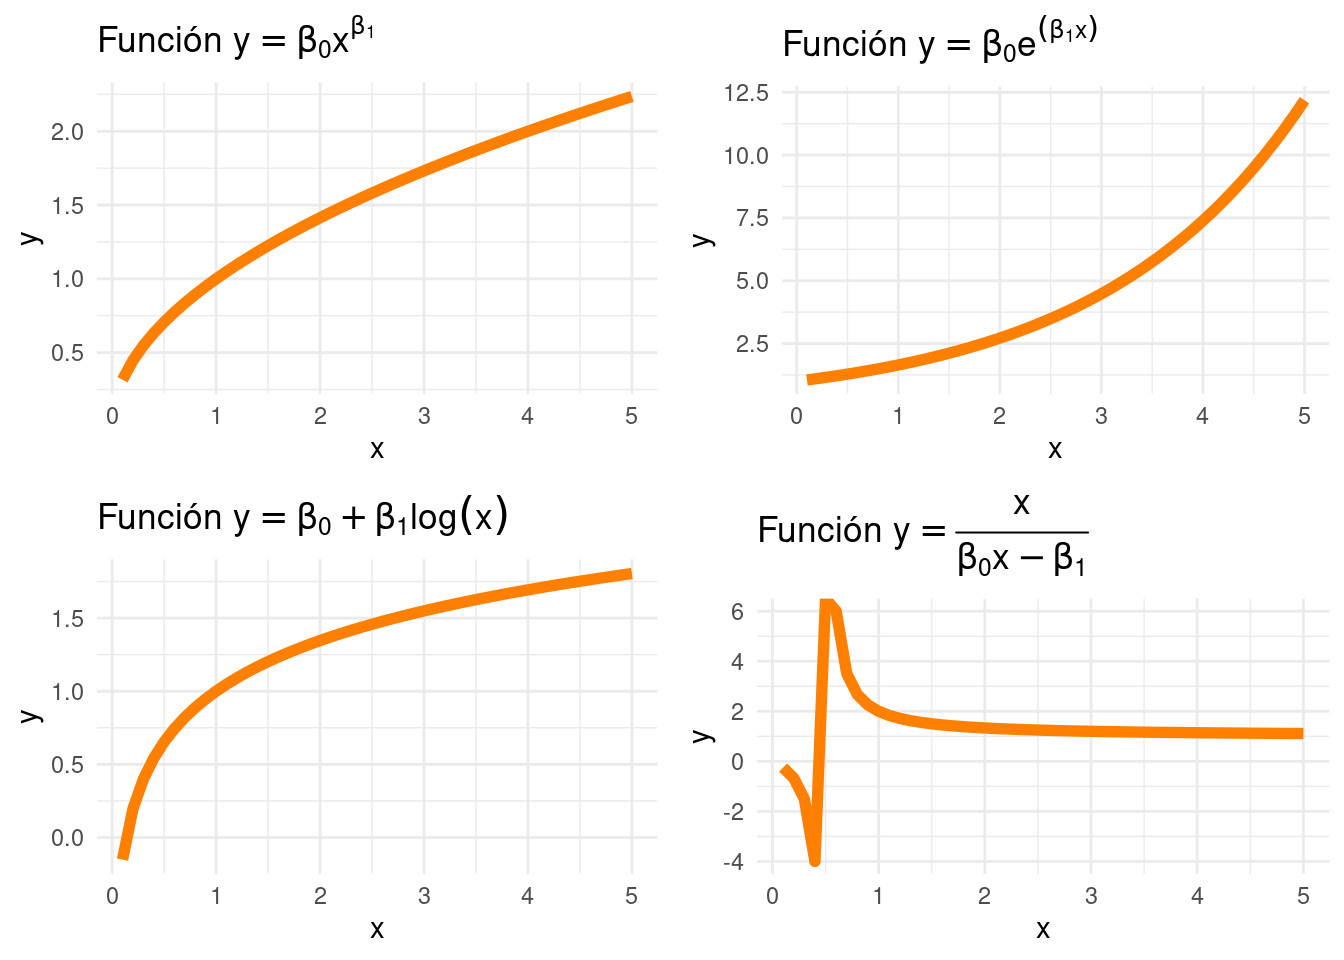 Función y = β₀x^β₁
2.0
1.5
1.0
0.5
y
0 1 2 3 4 5
x
Función y = β₀e^(β₁x)
12.5
10.0
7.5
5.0
2.5
y
0 1 2 3 4 5
x
Función y = β₀ + β₁log(x)
1.5
1.0
0.5
0.0
y
0 1 2 3 4 5
x
x
Función y = 
β₀x − β₁
6
4
2
0
-2
-4
y
0 1 2 3 4 5
x